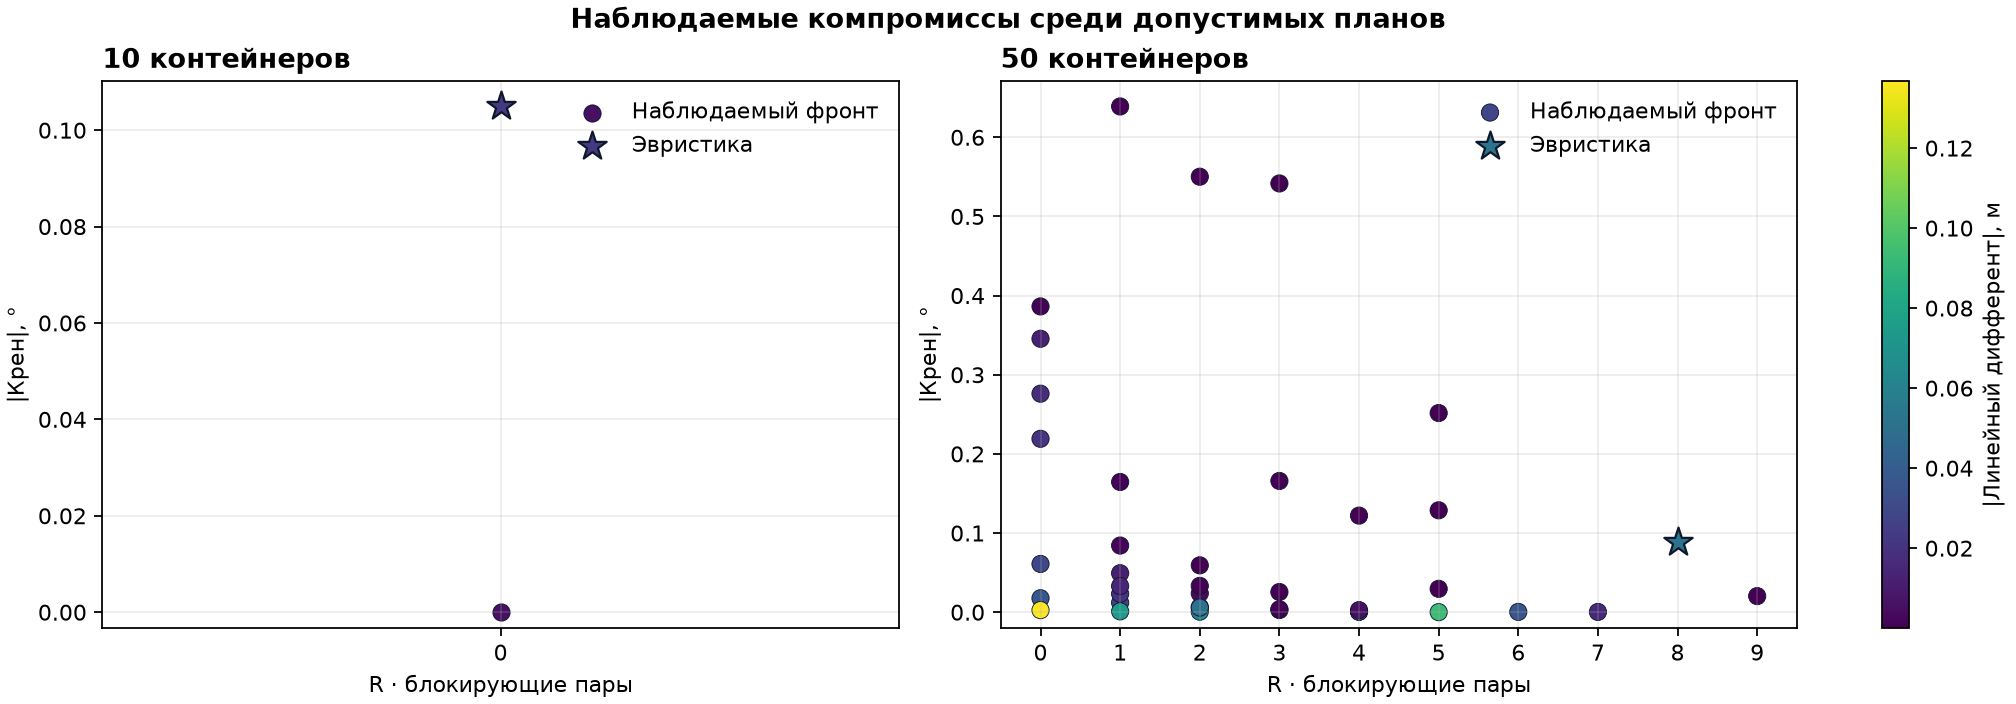 Наблюдаемые компромиссы среди допустимых планов
10 контейнеров
|Крен|, °
0.10
0.08
0.06
0.04
0.02
0.00
Наблюдаемый фронт
Эвристика
0
R · блокирующие пары
50 контейнеров
|Крен|, °
0.6
0.5
0.4
0.3
0.2
0.1
0.0
Наблюдаемый фронт
Эвристика
0 1 2 3 4 5 6 7 8 9
R · блокирующие пары
0.12
0.10
0.08
0.06
0.04
0.02
|Линейный дифферент|, м